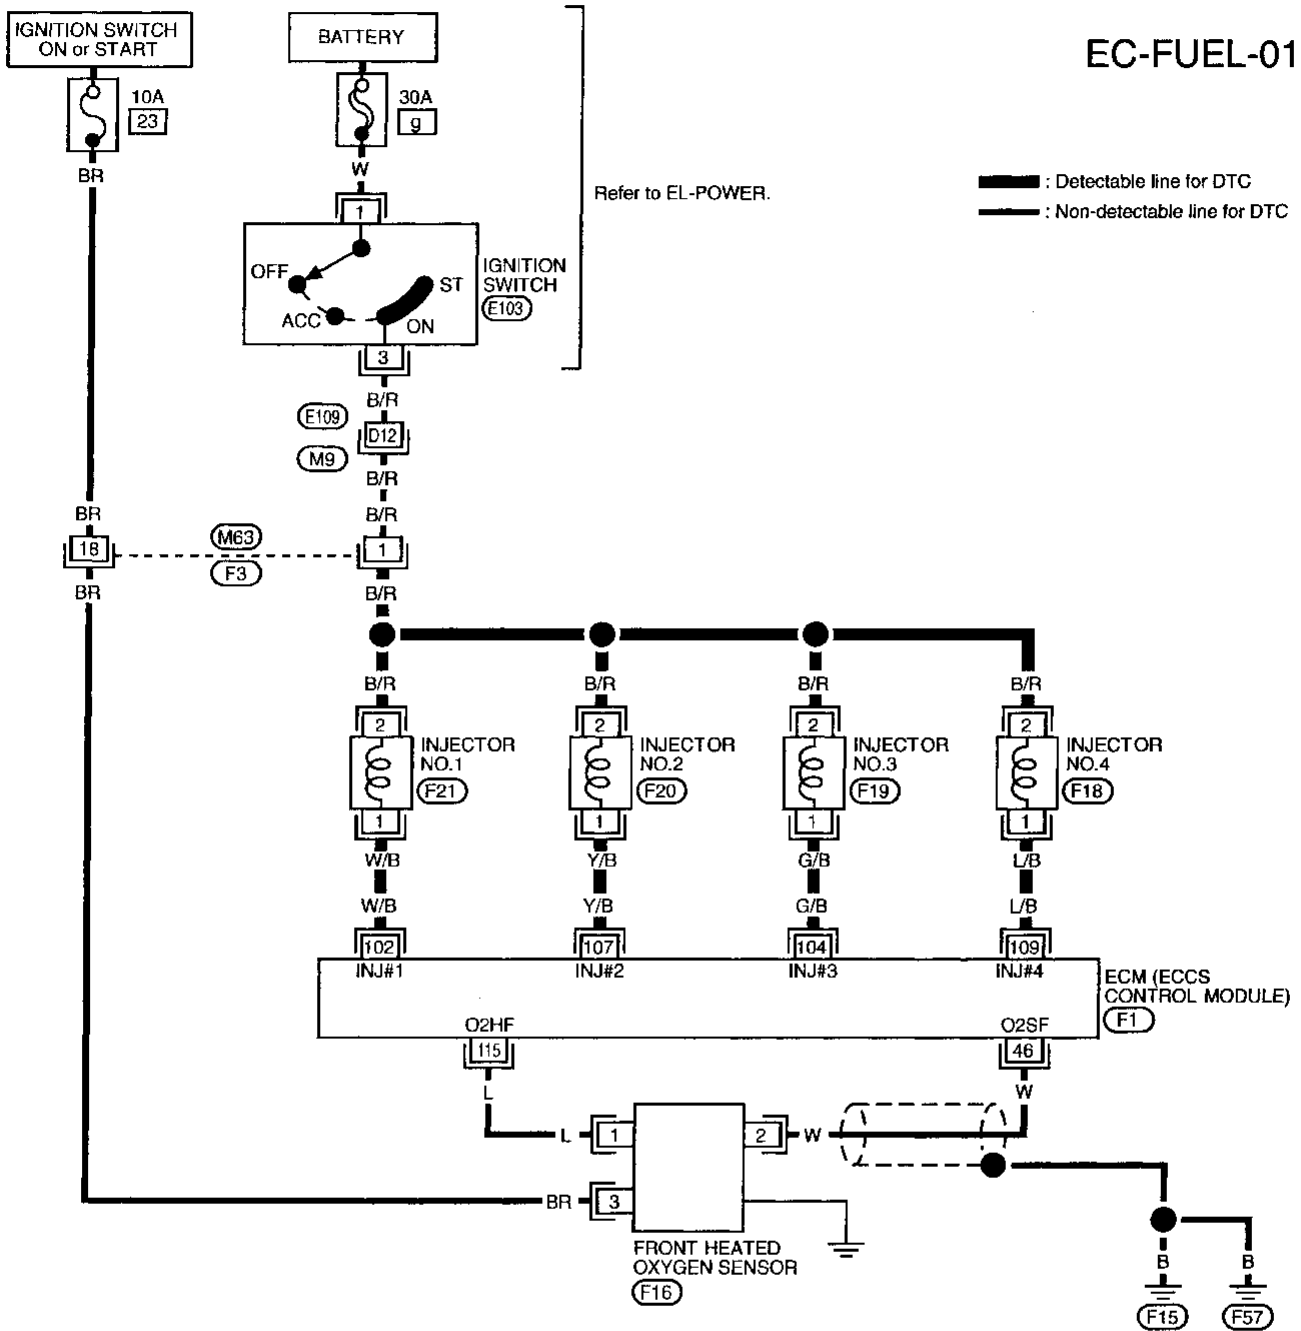 IGNITION SWITCH
ON or START
BATTERY
EC-FUEL-01
10A
23
30A
g
BR
W
Refer to EL-POWER.
: Detectable line for DTC
: Non-detectable line for DTC
1
OFF
ST
ACC
ON
IGNITION
SWITCH
E103
3
B/R
E109
D12
M9
B/R
BR
B/R
18
M63
F3
1
BR
B/R
B/R
B/R
B/R
B/R
2
2
2
2
INJECTOR
NO.1
F21
INJECTOR
NO.2
F20
INJECTOR
NO.3
F19
INJECTOR
NO.4
F18
1
1
1
1
W/B
Y/B
G/B
L/B
W/B
Y/B
G/B
L/B
102
107
104
109
INJ#1
INJ#2
INJ#3
INJ#4
ECM (ECCS
CONTROL MODULE)
F1
O2HF
O2SF
115
46
L
W
L
1
2
W
BR
3
FRONT HEATED
OXYGEN SENSOR
F16
B
B
F15
F57